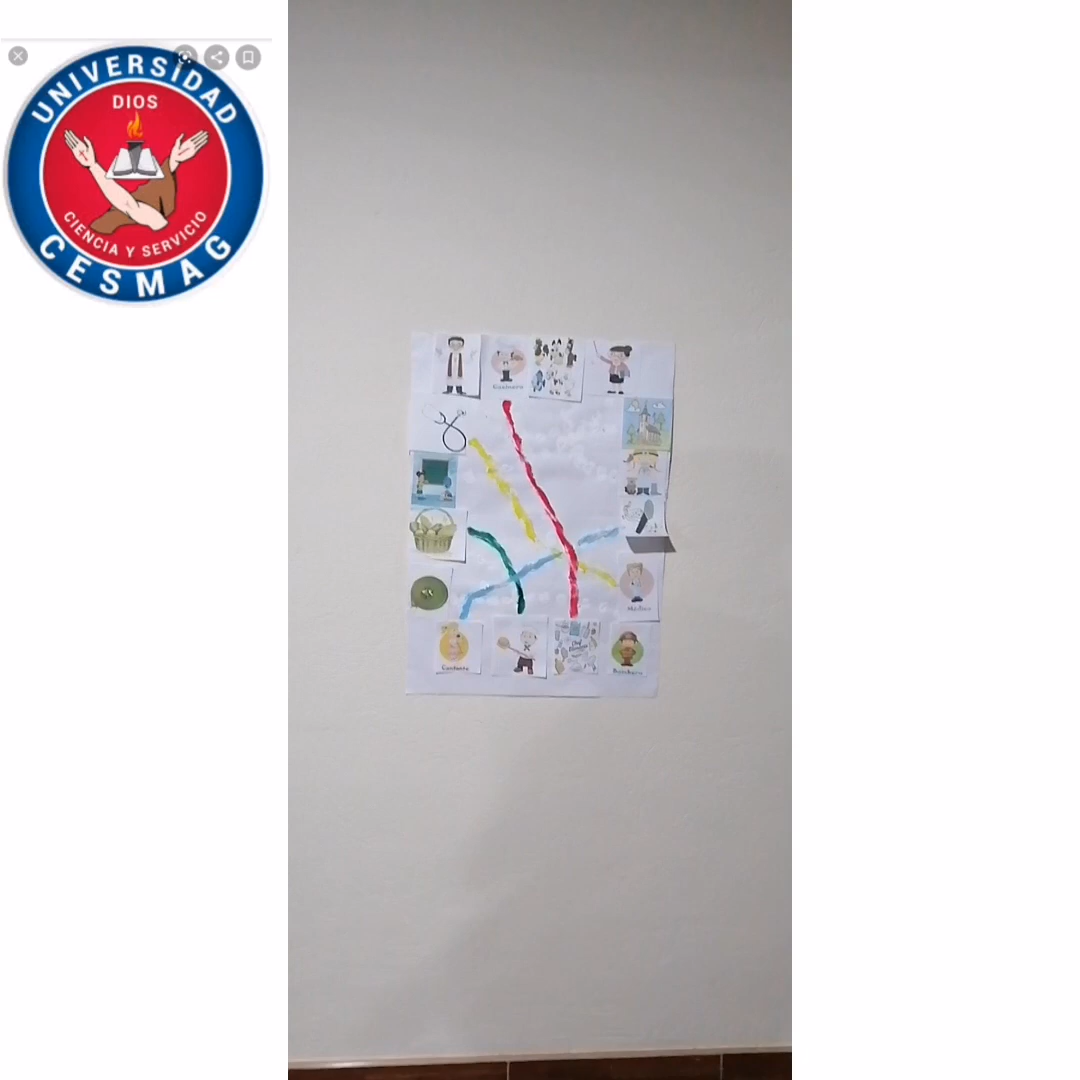 UNIVERSIDAD
DIOS
CIENCIA Y SERVICIO
CESMAG
Cocinero
Cantante
Médico
Bombero